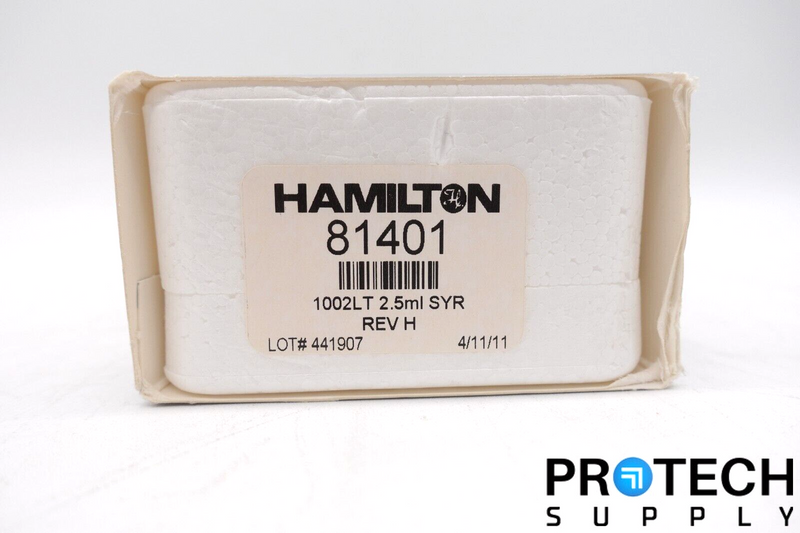 HAMILTON
81401
1002LT 2.5ml SYR
REV H
LOT# 441907 4/11/11
PROTECH
SUPPLY